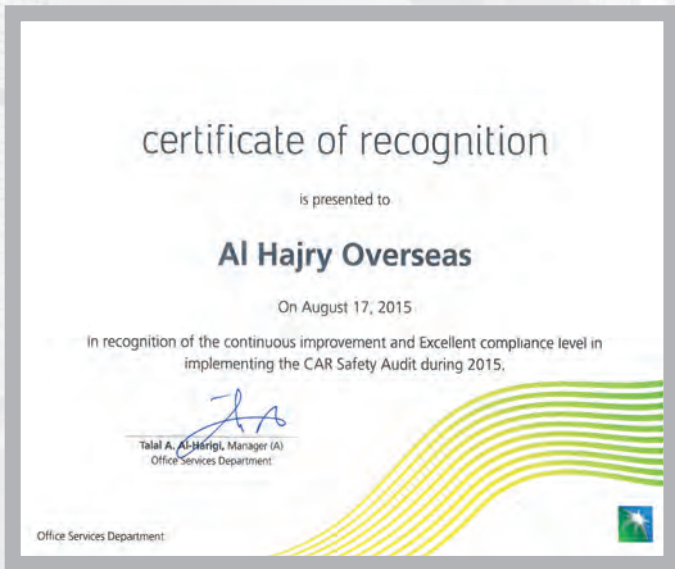 certificate of recognition
is presented to
Al Hajry Overseas
On August 17, 2015
in recognition of the continuous improvement and Excellent compliance level in
implementing the CAR Safety Audit during 2015.
Talal A. Al-Harigi, Manager (A)
Office Services Department
Office Services Department